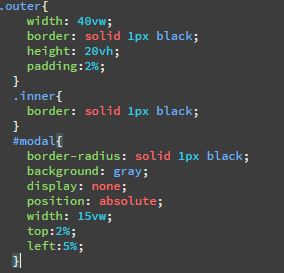 .outer{
width: 40vw;
border: solid 1px black;
height: 20vh;
padding:2%;
}
.inner{
border: solid 1px black;
}
#modal{
border-radius: solid 1px black;
background: gray;
display: none;
position: absolute;
width: 15vw;
top:2%;
left:5%;
}